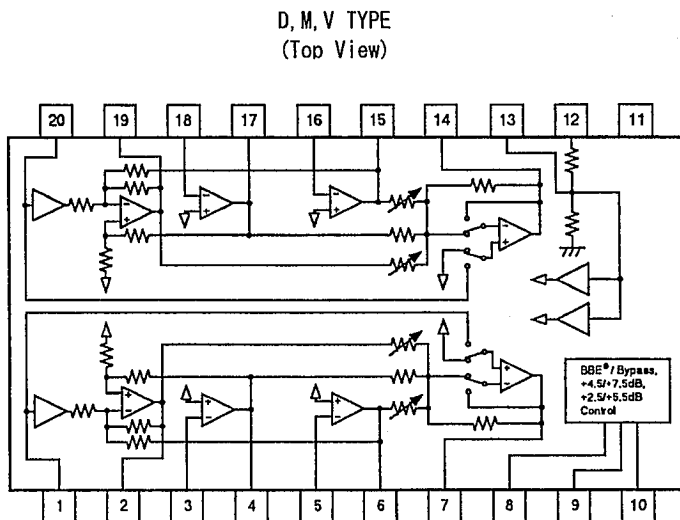 D, M, V TYPE
(Top View)
20 19 18 17 16 15 14 13 12 11
BBE® / Bypass,
+4.5/+7.5dB,
+2.5/+5.5dB
Control
1 2 3 4 5 6 7 8 9 10